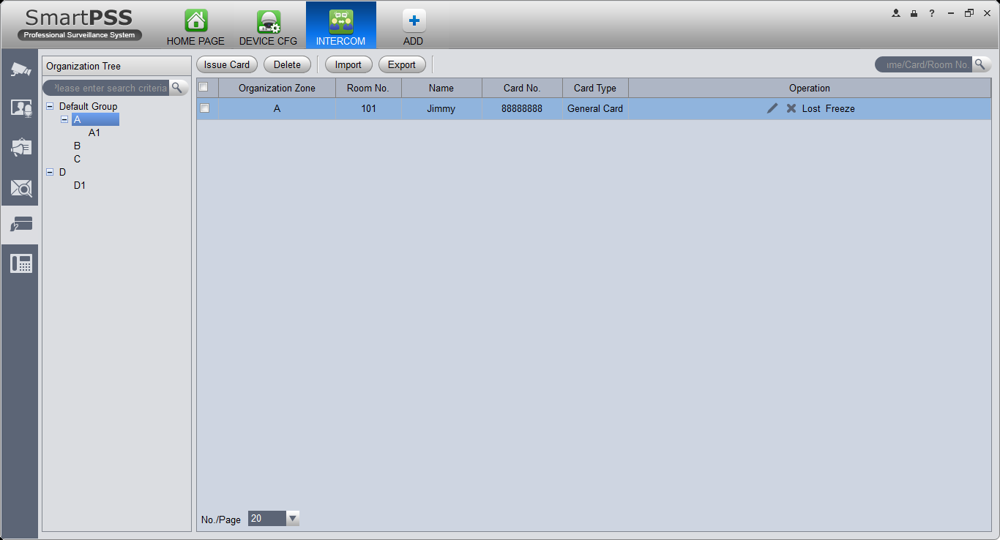 SmartPSS
Professional Surveillance System
HOME PAGE
DEVICE CFG
INTERCOM
ADD
?
Organization Tree
lease enter search criteria
Default Group
A
A1
B
C
D
D1
Issue Card
Delete
Import
Export
me/Card/Room No.
Organization Zone Room No. Name Card No. Card Type Operation
A 101 Jimmy 88888888 General Card Lost Freeze
No./Page 20